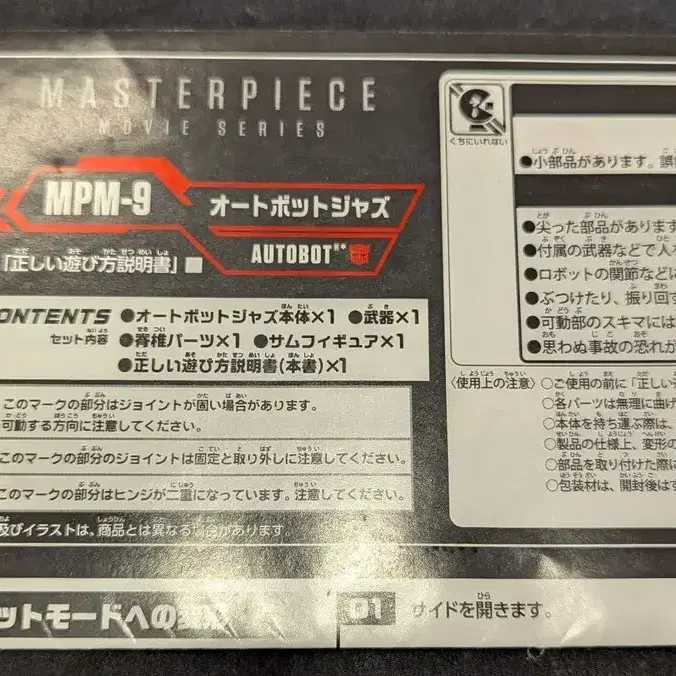 MASTERPIECE
MOVIE SERIES
MPM-9
オートボットジャズ
AUTOBOT
「正しい遊び方説明書」■
ONTENTS
セット内容
●オートボットジャズ本体×1 ●武器×1
●脊椎パーツ×1 ●サムフィギュア×1
●正しい遊び方説明書(本書)×1
このマークの部分はジョイントが固い場合があります。
可動する方向に注意してください。
このマークの部分のジョイントは固定と取り外しに注意してください。
このマークの部分はヒンジが二重になっています。注意してください。
及びイラストは、商品とは異なる場合があります。
くちにいれない
●小部品があります。誤
●尖った部品があります
●付属の武器などで人を
●ロボットの関節などに
●ぶつけたり、振り回す
●可動部のスキマには
●思わぬ事故の恐れが
〈使用上の注意〉
○ご使用の前に「正しい遊
○各パーツは無理に曲げ
○本体を持ち運ぶ際は、
○製品の仕様上、変形の
○部品を取り付けた際に
○包装材は、開封後はす
ットモードへの変形
01 サイドを開きます。